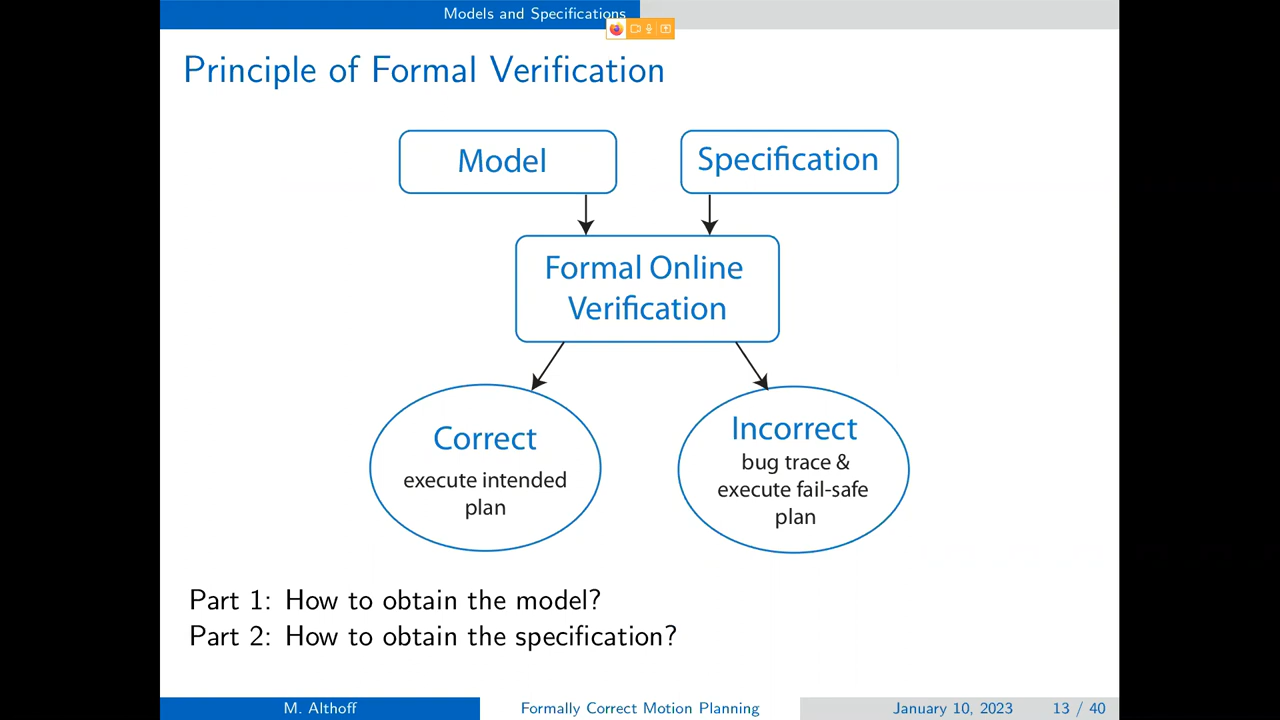 Models and Specifications
Principle of Formal Verification
Model
Specification
Formal Online
Verification
Correct
execute intended
plan
Incorrect
bug trace &
execute fail-safe
plan
Part 1: How to obtain the model?
Part 2: How to obtain the specification?
M. Althoff
Formally Correct Motion Planning
January 10, 2023
13 / 40